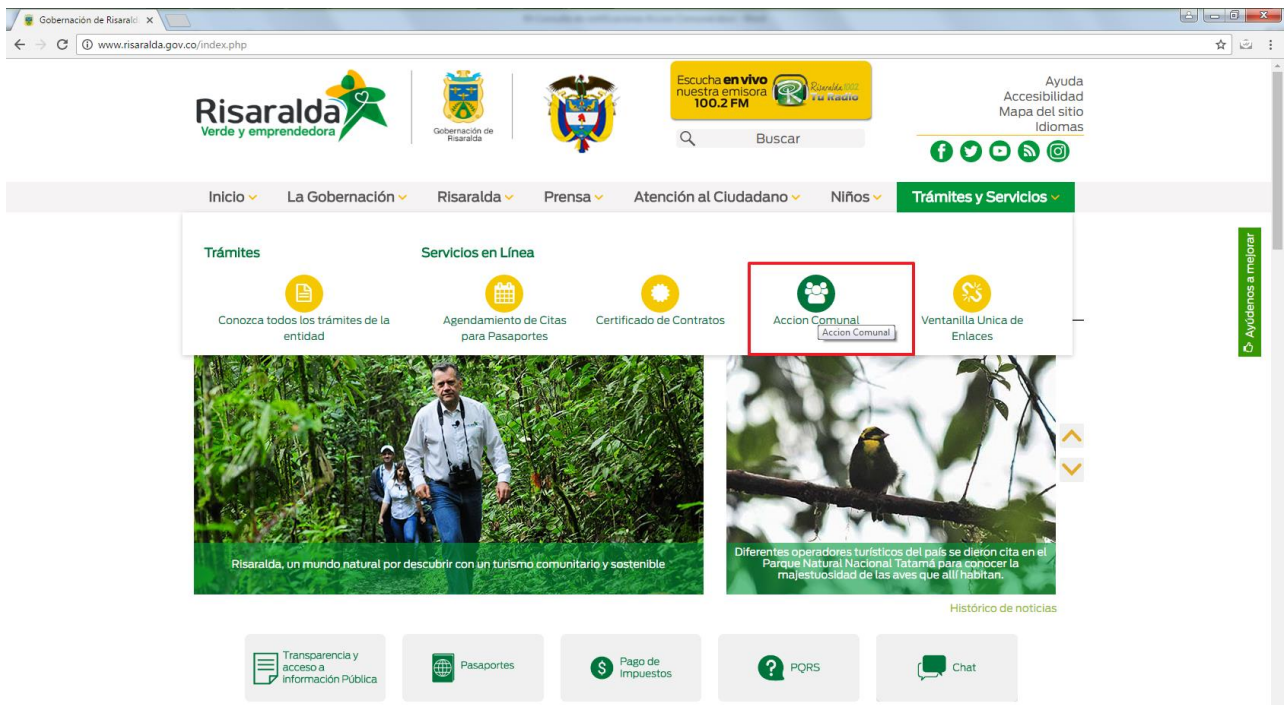 Gobernación de Risarald
www.risaralda.gov.co/index.php
Risaralda
Verde y emprendedora
Gobernación de
Risaralda
Escucha en vivo
nuestra emisora
100.2 FM
Risaralda 100.2
Tu Radio
Buscar
Ayuda
Accesibilidad
Mapa del sitio
Idiomas
Inicio
La Gobernación
Risaralda
Prensa
Atención al Ciudadano
Niños
Trámites y Servicios
Trámites
Servicios en Línea
Conozca todos los trámites de la
entidad
Agendamiento de Citas
para Pasaportes
Certificado de Contratos
Accion Comunal
Accion Comunal
Ventanilla Unica de
Enlaces
Ayúdenos a mejorar
Risaralda, un mundo natural por descubrir con un turismo comunitario y sostenible
Diferentes operadores turísticos del país se dieron cita en el
Parque Natural Nacional Tatamá para conocer la
majestuosidad de las aves que allí habitan.
Histórico de noticias
Transparencia y
acceso a
información Pública
Pasaportes
Pago de
Impuestos
PQRS
Chat